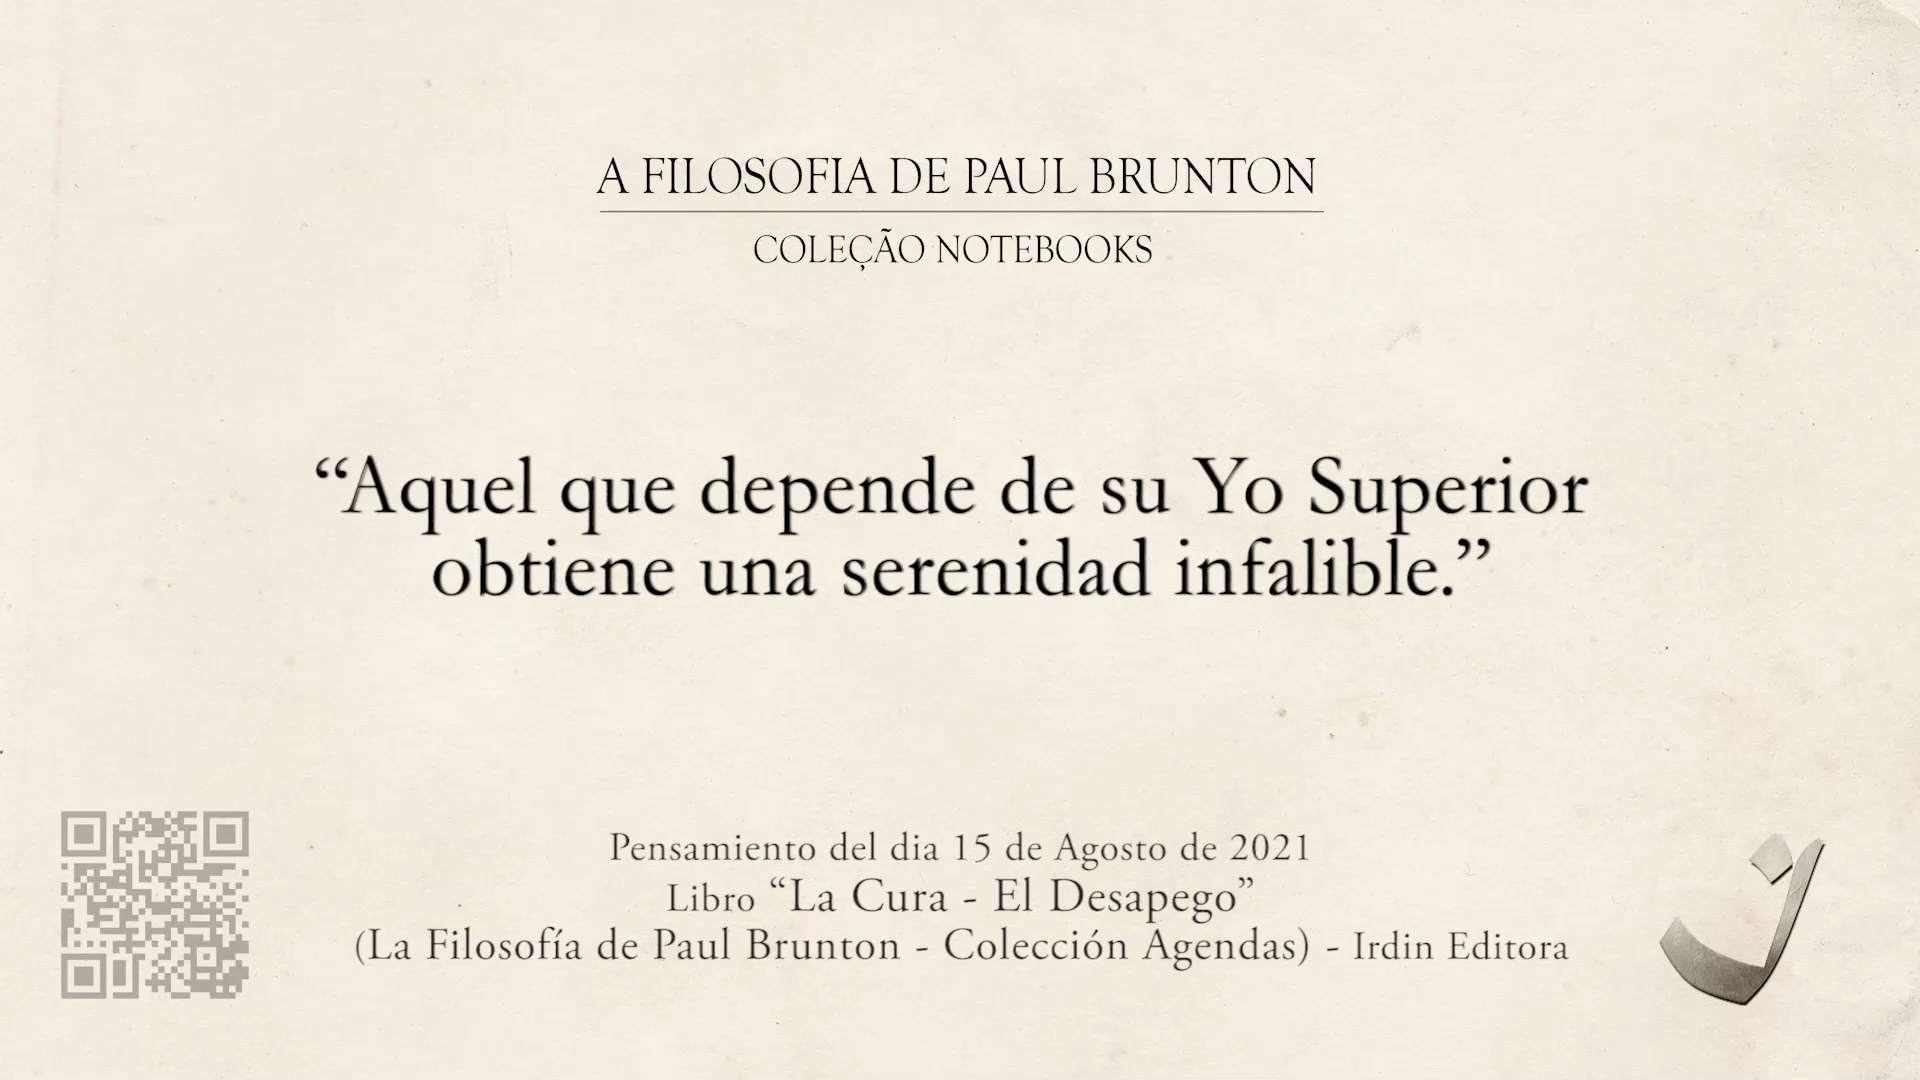 A FILOSOFIA DE PAUL BRUNTON
COLEÇÃO NOTEBOOKS
“Aquel que depende de su Yo Superior
obtiene una serenidad infalible.”
Pensamiento del dia 15 de Agosto de 2021
Libro “La Cura - El Desapego”
(La Filosofía de Paul Brunton - Colección Agendas) - Irdin Editora